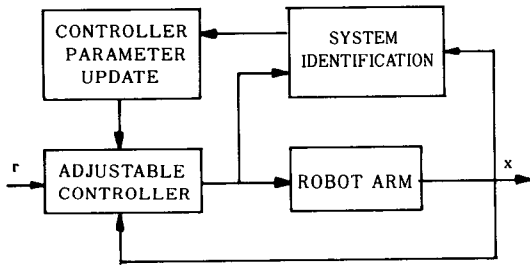 CONTROLLER
PARAMETER
UPDATE
SYSTEM
IDENTIFICATION
r
ADJUSTABLE
CONTROLLER
ROBOT ARM
x